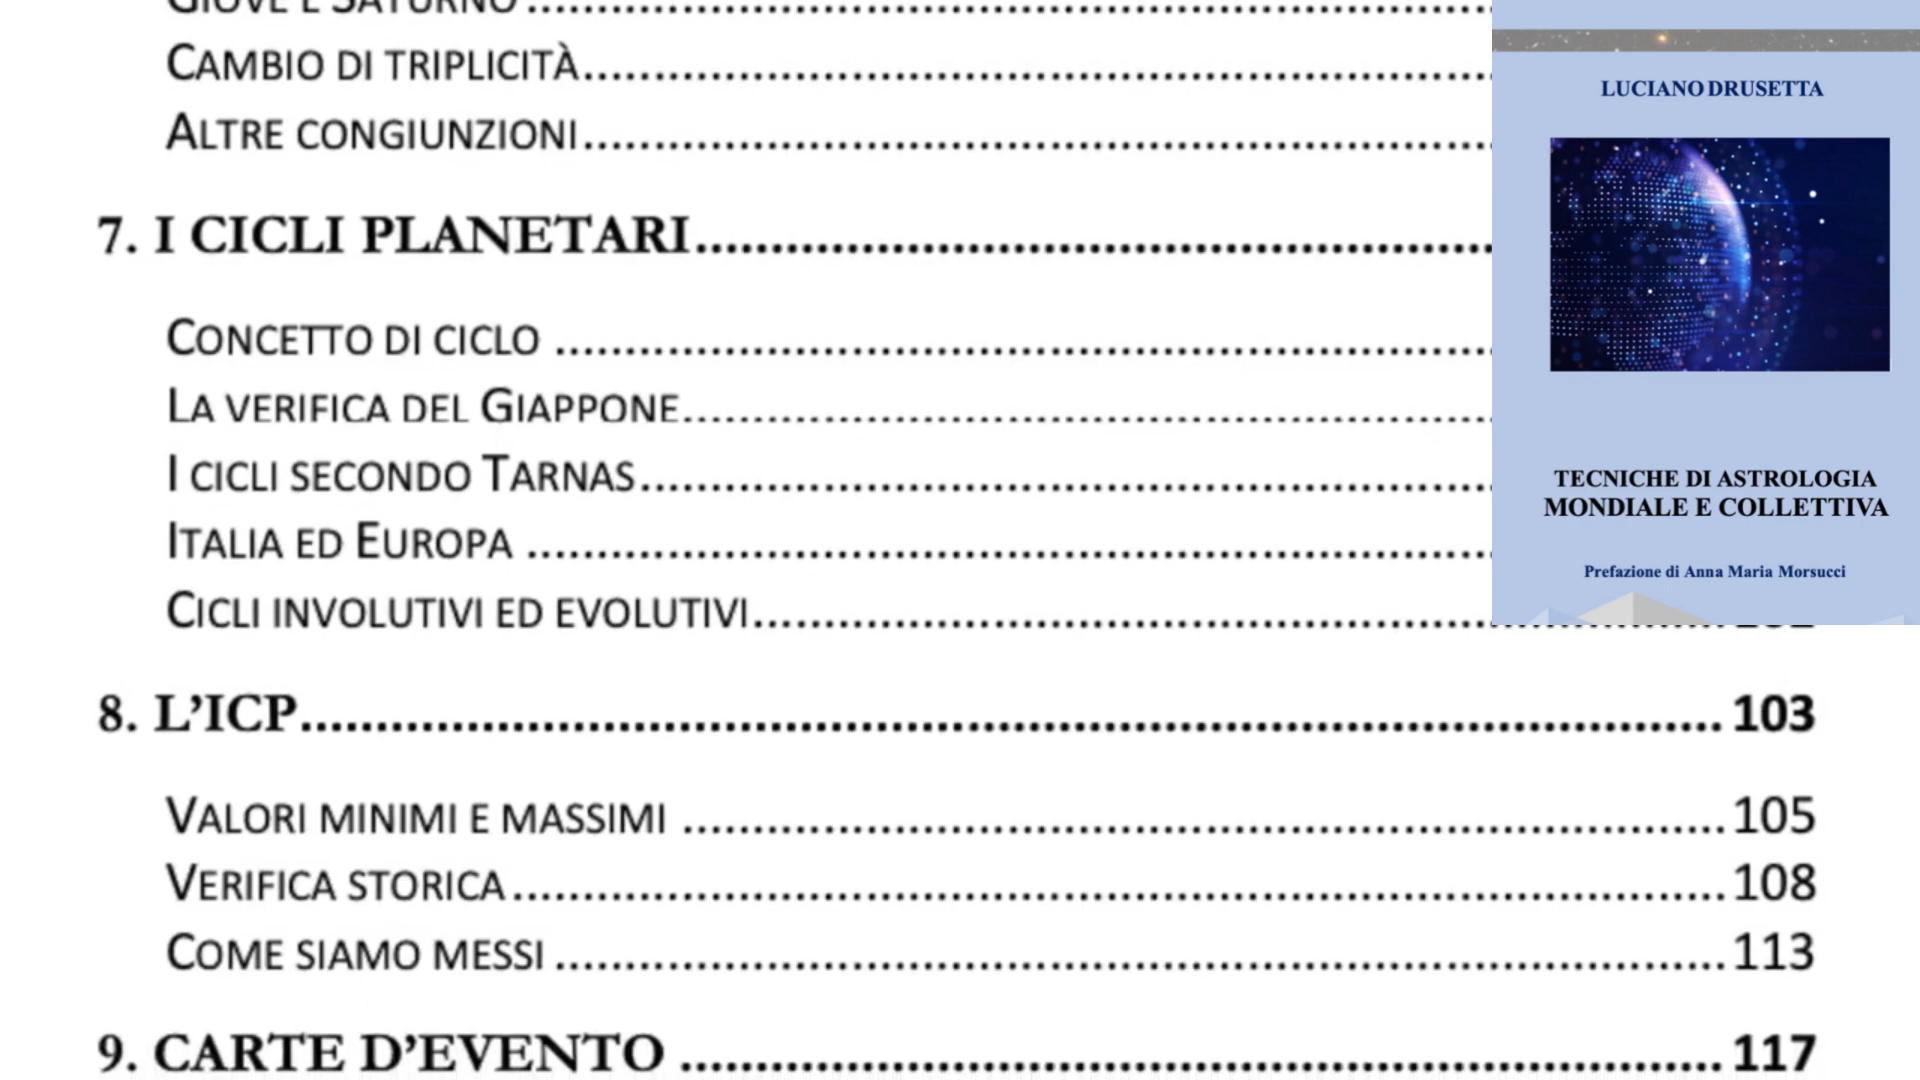 GIOVE E SATURNO
CAMBIO DI TRIPLICITÀ
ALTRE CONGIUNZIONI
7. I CICLI PLANETARI
CONCETTO DI CICLO
LA VERIFICA DEL GIAPPONE
I CICLI SECONDO TARNAS
ITALIA ED EUROPA
CICLI INVOLUTIVI ED EVOLUTIVI
8. L'ICP 103
VALORI MINIMI E MASSIMI 105
VERIFICA STORICA 108
COME SIAMO MESSI 113
9. CARTE D'EVENTO 117
LUCIANO DRUSETTA
TECNICHE DI ASTROLOGIA
MONDIALE E COLLETTIVA
Prefazione di Anna Maria Morsucci